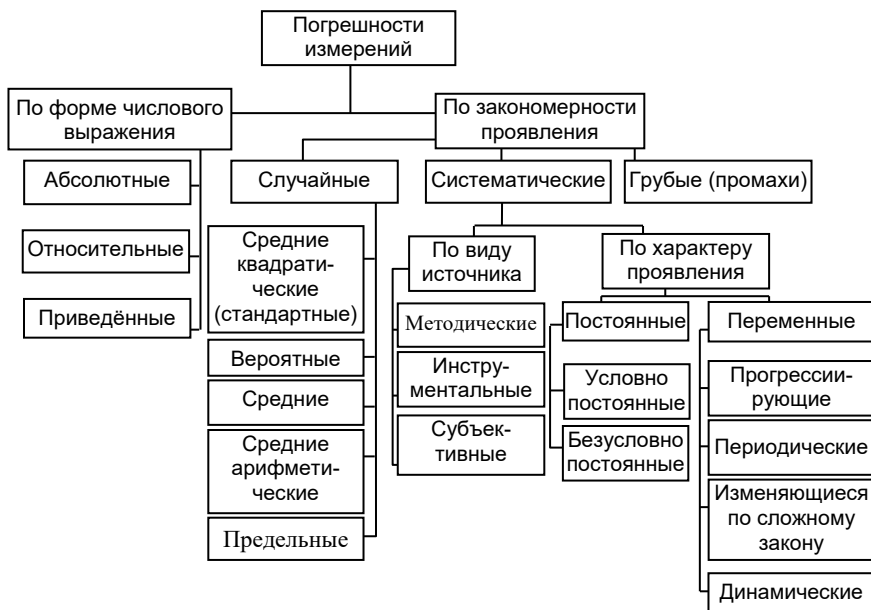 Погрешности
измерений
По форме числового
выражения
По закономерности
проявления
Абсолютные
Случайные
Систематические
Грубые (промахи)
Относительные
Средние
квадрати-
ческие
(стандартные)
По виду
источника
По характеру
проявления
Приведённые
Методические
Постоянные
Переменные
Вероятные
Инстру-
ментальные
Условно
постоянные
Прогрессии-
рующие
Средние
Субъек-
тивные
Безусловно
постоянные
Периодические
Средние
арифмети-
ческие
Изменяющиеся
по сложному
закону
Предельные
Динамические